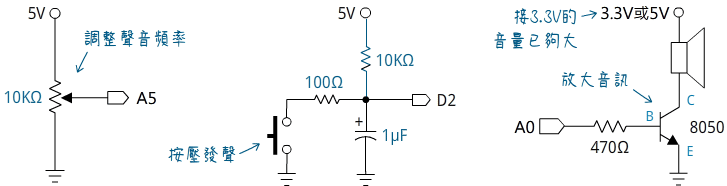 5V
調整聲音頻率
10KΩ
A5
5V
10KΩ
100Ω
D2
+
1μF
按壓發聲
接3.3V的
音量已夠大
3.3V或5V
放大音訊
A0
470Ω
B
C
8050
E